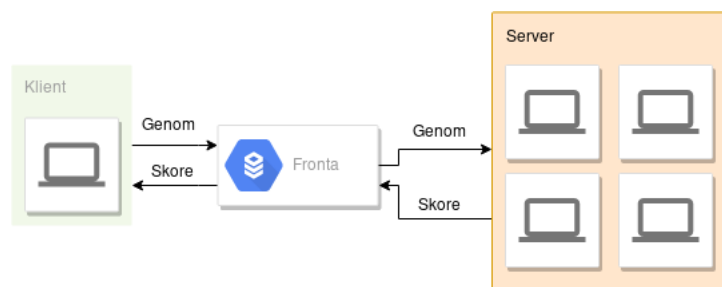 Server
Klient
Genom
Genom
Skore
Fronta
Skore